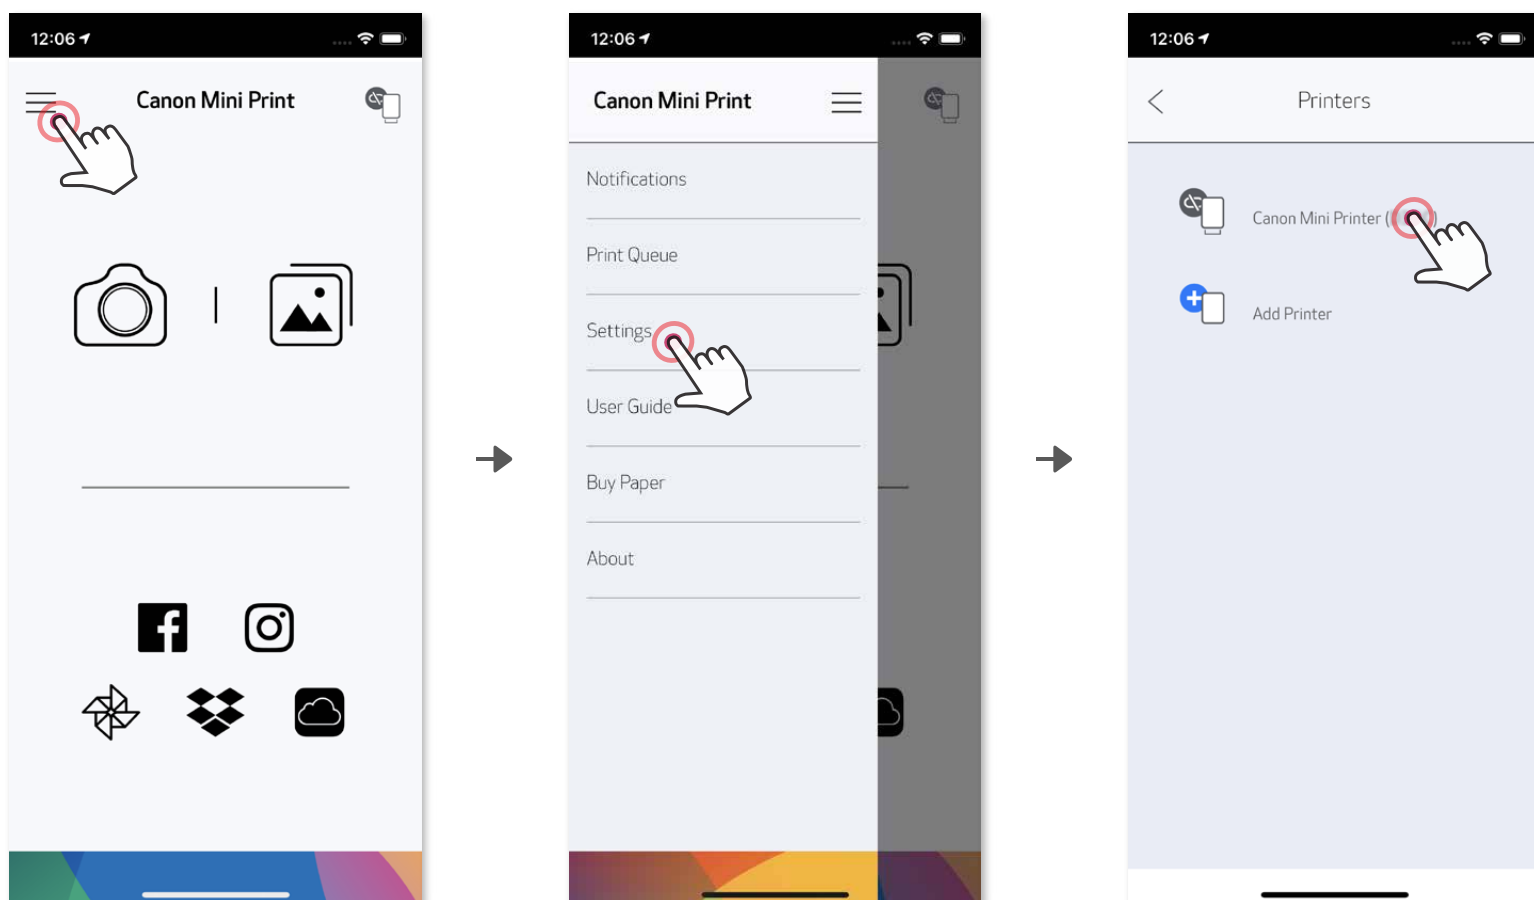 12:06
Canon Mini Print
12:06
Canon Mini Print
Notifications
Print Queue
Settings
User Guide
Buy Paper
About
12:06
Printers
Canon Mini Printer (
)
Add Printer